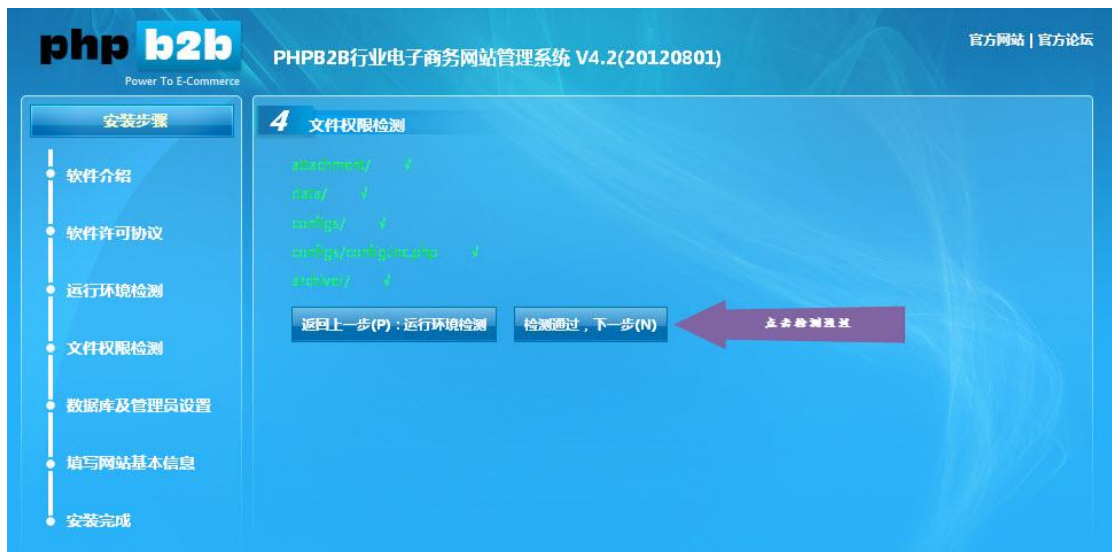 php b2b
Power To E-Commerce
PHPB2B行业电子商务网站管理系统 V4.2(20120801)
官方网站 | 官方论坛
安装步骤
软件介绍
软件许可协议
运行环境检测
文件权限检测
数据库及管理员设置
填写网站基本信息
安装完成
4 文件权限检测
attachment/ √
data/ √
configs/ √
configs/config.inc.php √
archiver/ √
返回上一步(P)：运行环境检测
检测通过，下一步(N)
点击检测通过